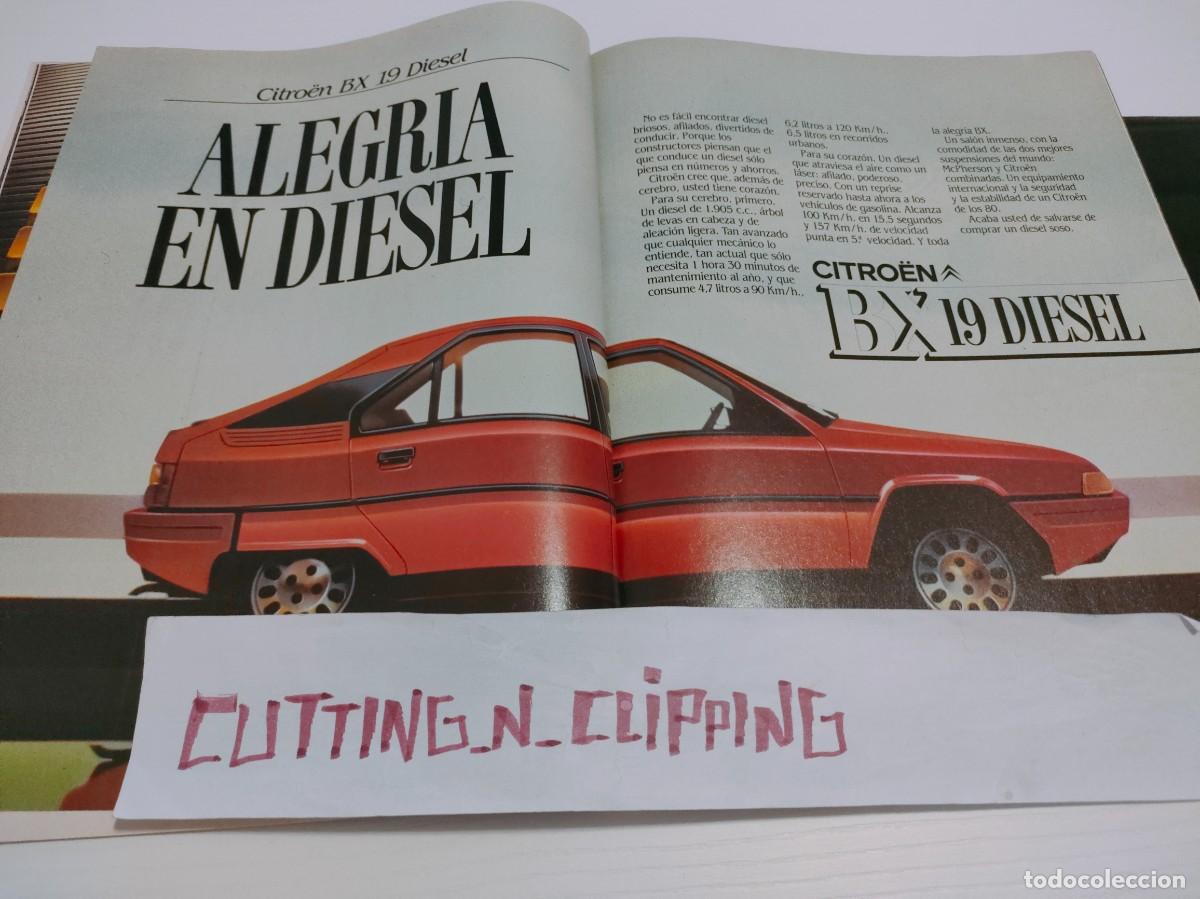 Citroën BX 19 Diesel
ALEGRIA
EN DIESEL
No es fácil encontrar diesel
briosos, afilados, divertidos de
conducir. Porque los
constructores piensan que el
que conduce un diesel sólo
piensa en números y ahorros.
Citroën cree que, además de
cerebro, usted tiene corazón.
Para su cerebro, primero.
Un diesel de 1.905 c.c., árbol
de levas en cabeza y de
aleación ligera. Tan avanzado
que cualquier mecánico lo
entiende, tan actual que sólo
necesita 1 hora 30 minutos de
mantenimiento al año, y que
consume 4,7 litros a 90 Km/h.,
6,2 litros a 120 Km/h.,
6,5 litros en recorridos
urbanos.
Para su corazón. Un diesel
que atraviesa el aire como un
láser: afilado, poderoso,
preciso. Con un reprise
reservado hasta ahora a los
vehículos de gasolina. Alcanza
100 Km/h. en 15,5 segundos
y 157 Km/h. de velocidad
punta en 5.ª velocidad. Y toda
la alegría BX.
Un salón inmenso, con la
comodidad de las dos mejores
suspensiones del mundo:
McPherson y Citroën
combinadas. Un equipamiento
internacional y la seguridad
y la estabilidad de un Citroën
de los 80.
Acaba usted de salvarse de
comprar un diesel soso.
CITROËN
BX 19 DIESEL
CUTTING_N_CLIPPING
todocoleccion